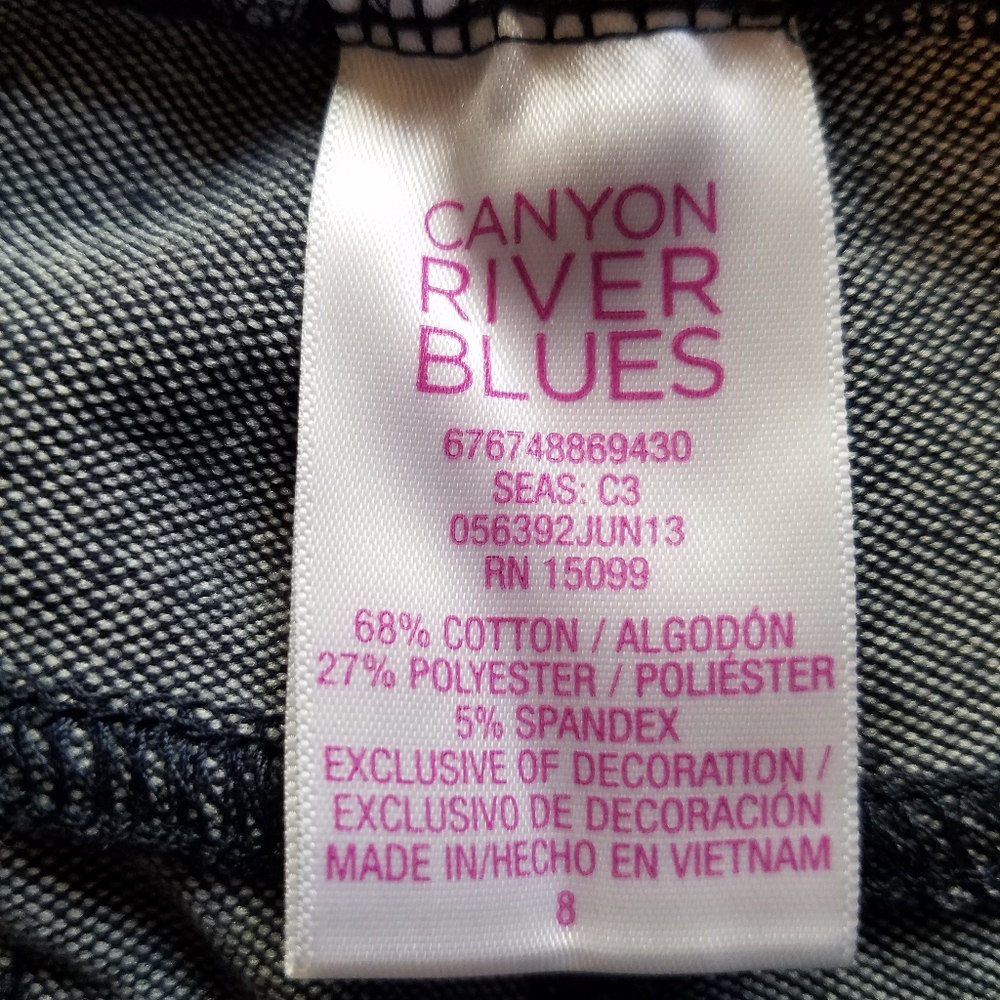 CANYON
RIVER
BLUES
676748869430
SEAS: C3
056392JUN13
RN 15099
68% COTTON / ALGODÓN
27% POLYESTER / POLIÉSTER
5% SPANDEX
EXCLUSIVE OF DECORATION /
EXCLUSIVO DE DECORACIÓN
MADE IN/HECHO EN VIETNAM
8